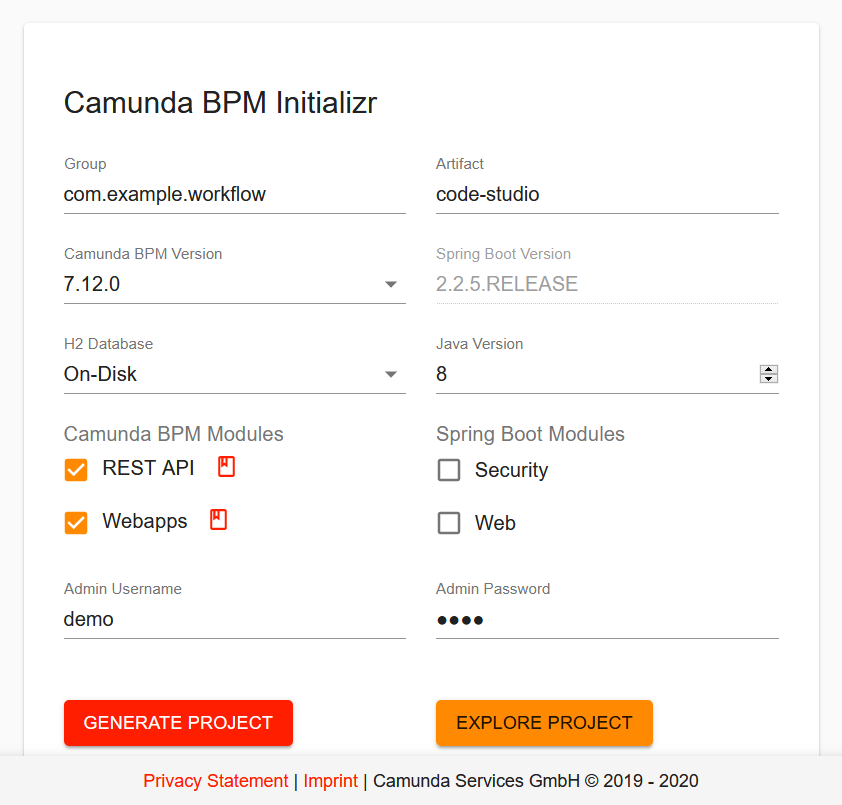 Camunda BPM Initializr
Group
com.example.workflow
Artifact
code-studio
Camunda BPM Version
7.12.0
Spring Boot Version
2.2.5.RELEASE
H2 Database
On-Disk
Java Version
8
Camunda BPM Modules
REST API
Webapps
Spring Boot Modules
Security
Web
Admin Username
demo
Admin Password
••••
GENERATE PROJECT
EXPLORE PROJECT
Privacy Statement | Imprint | Camunda Services GmbH © 2019 - 2020